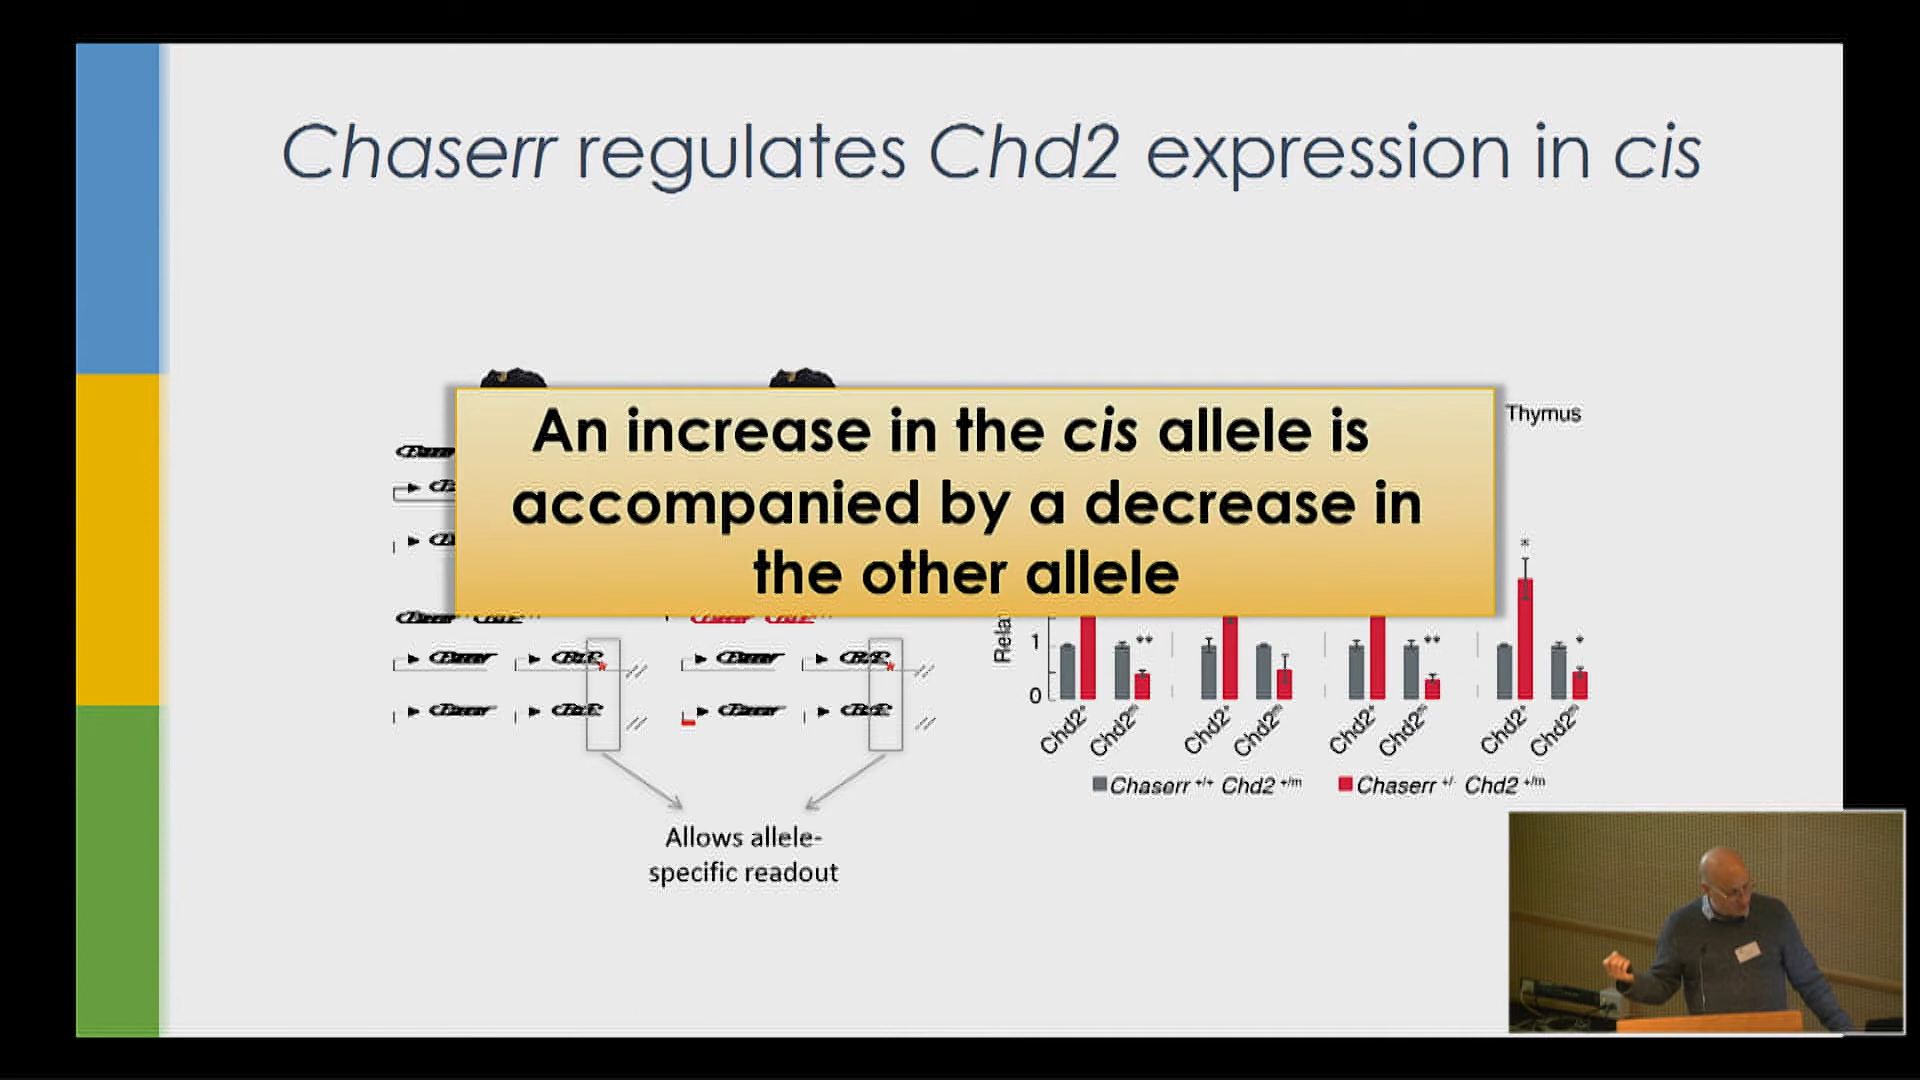 Chaserr regulates Chd2 expression in cis
An increase in the cis allele is
accompanied by a decrease in
the other allele
Thymus
*
** ** *
1
0
Chd2+ Chd2m Chd2+ Chd2m Chd2+ Chd2m Chd2+ Chd2m
Chaserr +/+ Chd2 +/m Chaserr +/- Chd2 +/m
Allows allele-
specific readout